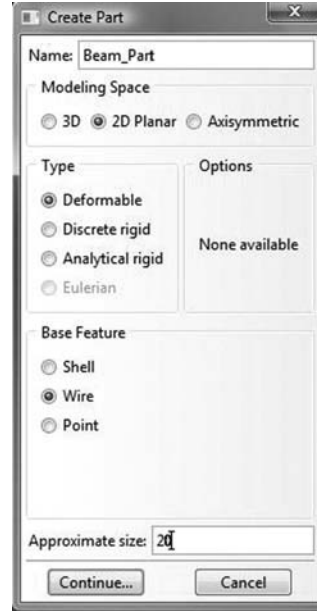 Create Part
Name: Beam_Part
Modeling Space
3D 2D Planar Axisymmetric
Type
Deformable
Discrete rigid
Analytical rigid
Eulerian
Options
None available
Base Feature
Shell
Wire
Point
Approximate size: 20
Continue... Cancel